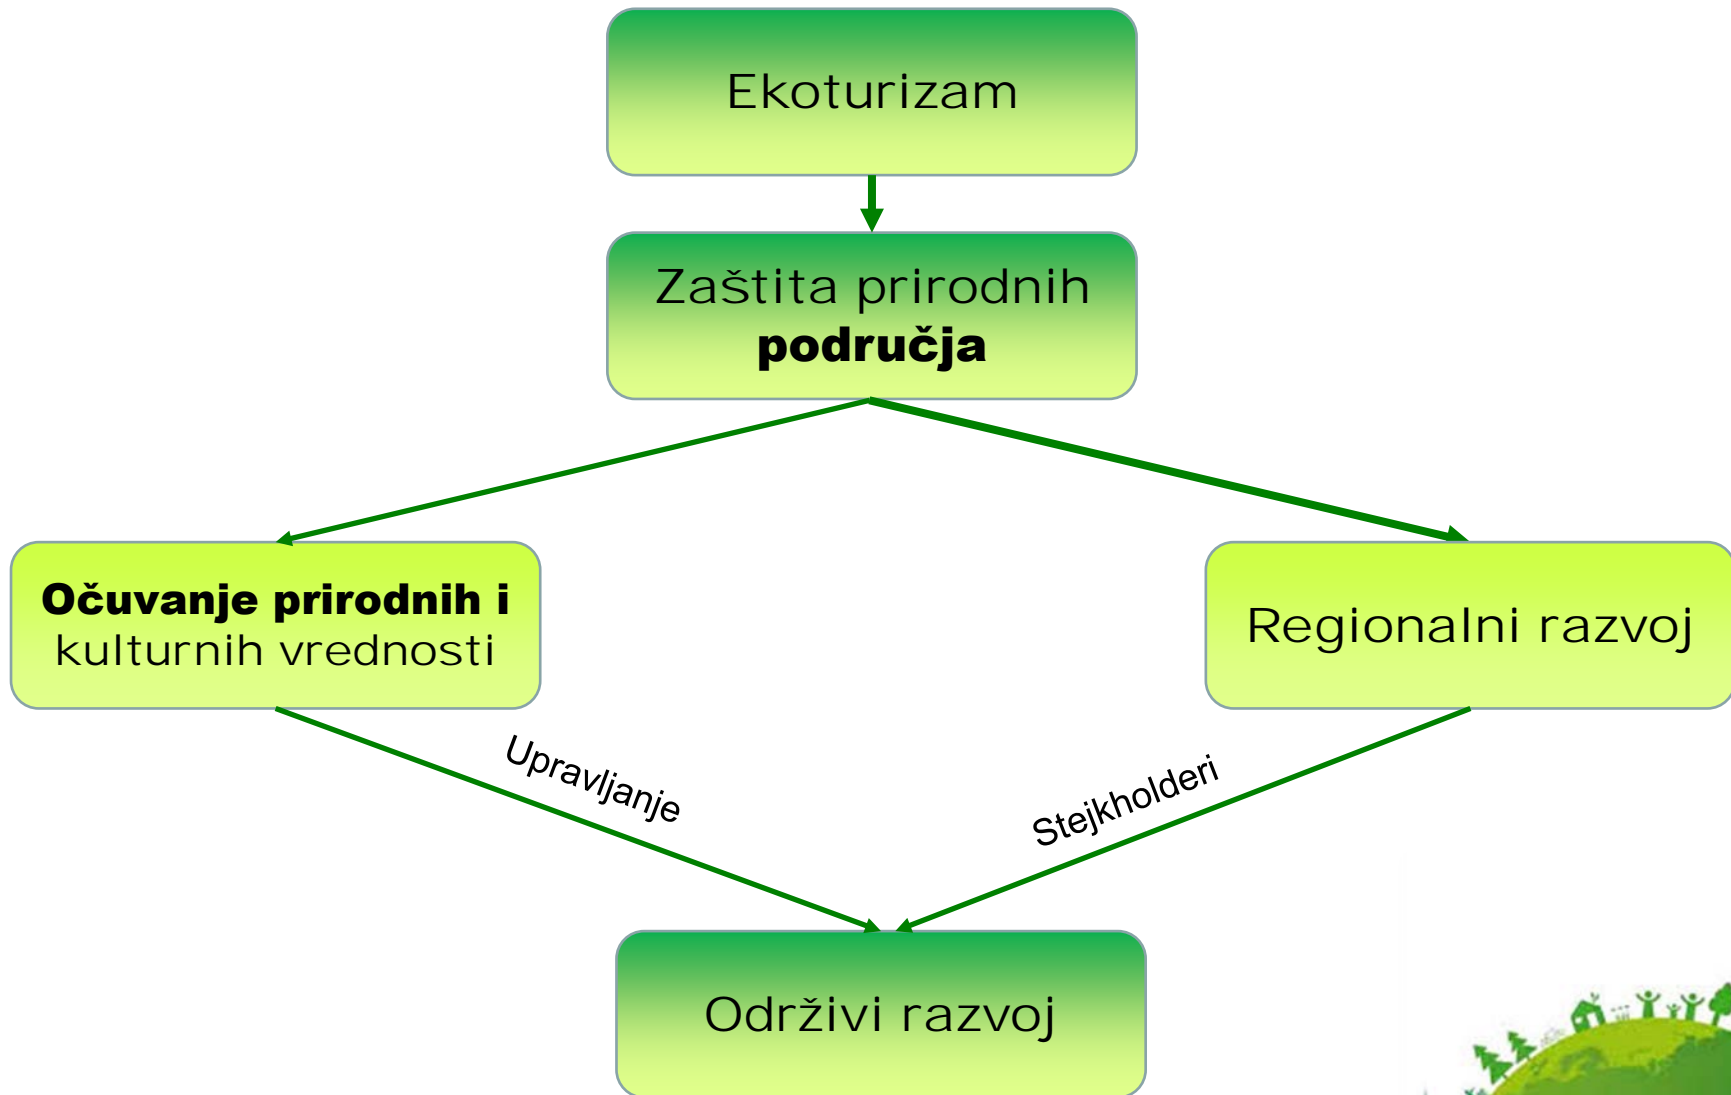 Ekoturizam
Zaštita prirodnih
područja
Očuvanje prirodnih i
kulturnih vrednosti
Regionalni razvoj
Upravljanje
Stejkholderi
Održivi razvoj